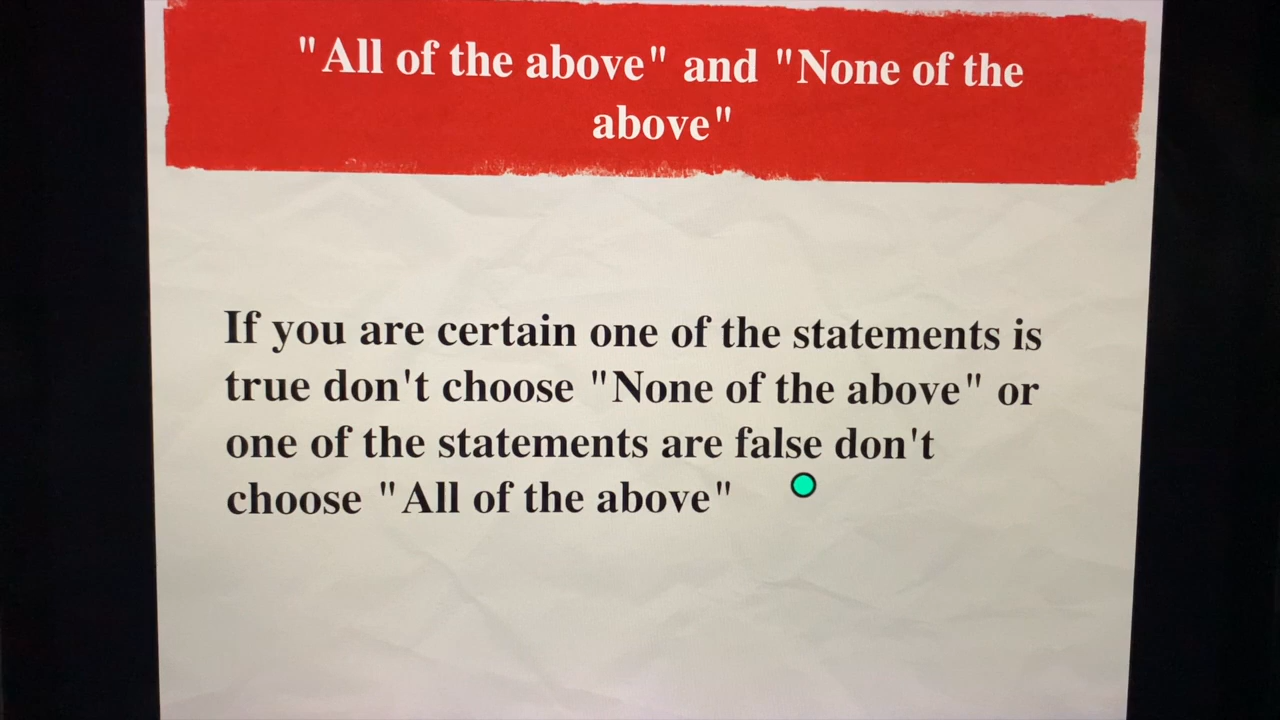 "All of the above" and "None of the
above"
If you are certain one of the statements is
true don't choose "None of the above" or
one of the statements are false don't
choose "All of the above"